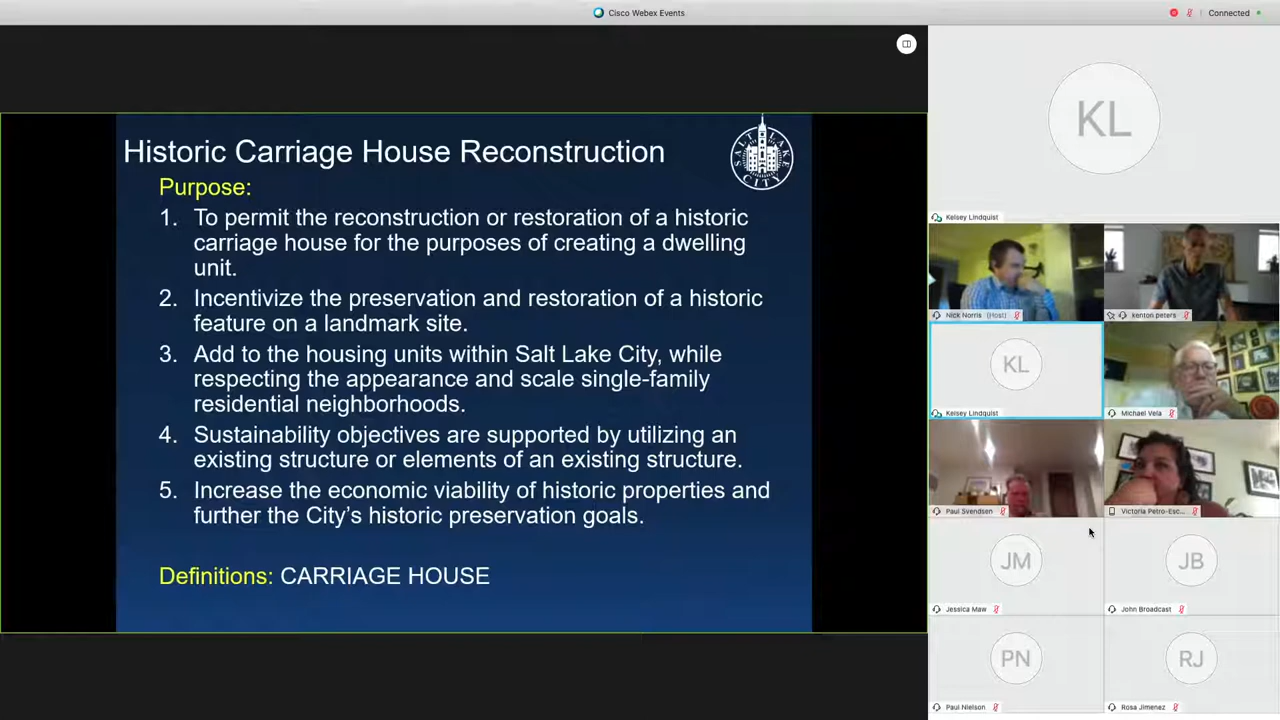 Cisco Webex Events
Connected
Historic Carriage House Reconstruction
SALT LAKE CITY
Purpose:
1. To permit the reconstruction or restoration of a historic
carriage house for the purposes of creating a dwelling
unit.
2. Incentivize the preservation and restoration of a historic
feature on a landmark site.
3. Add to the housing units within Salt Lake City, while
respecting the appearance and scale single-family
residential neighborhoods.
4. Sustainability objectives are supported by utilizing an
existing structure or elements of an existing structure.
5. Increase the economic viability of historic properties and
further the City’s historic preservation goals.
Definitions: CARRIAGE HOUSE
KL
Kelsey Lindquist
Nick Norris (Host)
kenton peters
KL
Kelsey Lindquist
Michael Vela
Paul Svendsen
Victoria Petro-Esc...
JM
Jessica Maw
JB
John Broadcast
PN
Paul Nielson
RJ
Rosa Jimenez